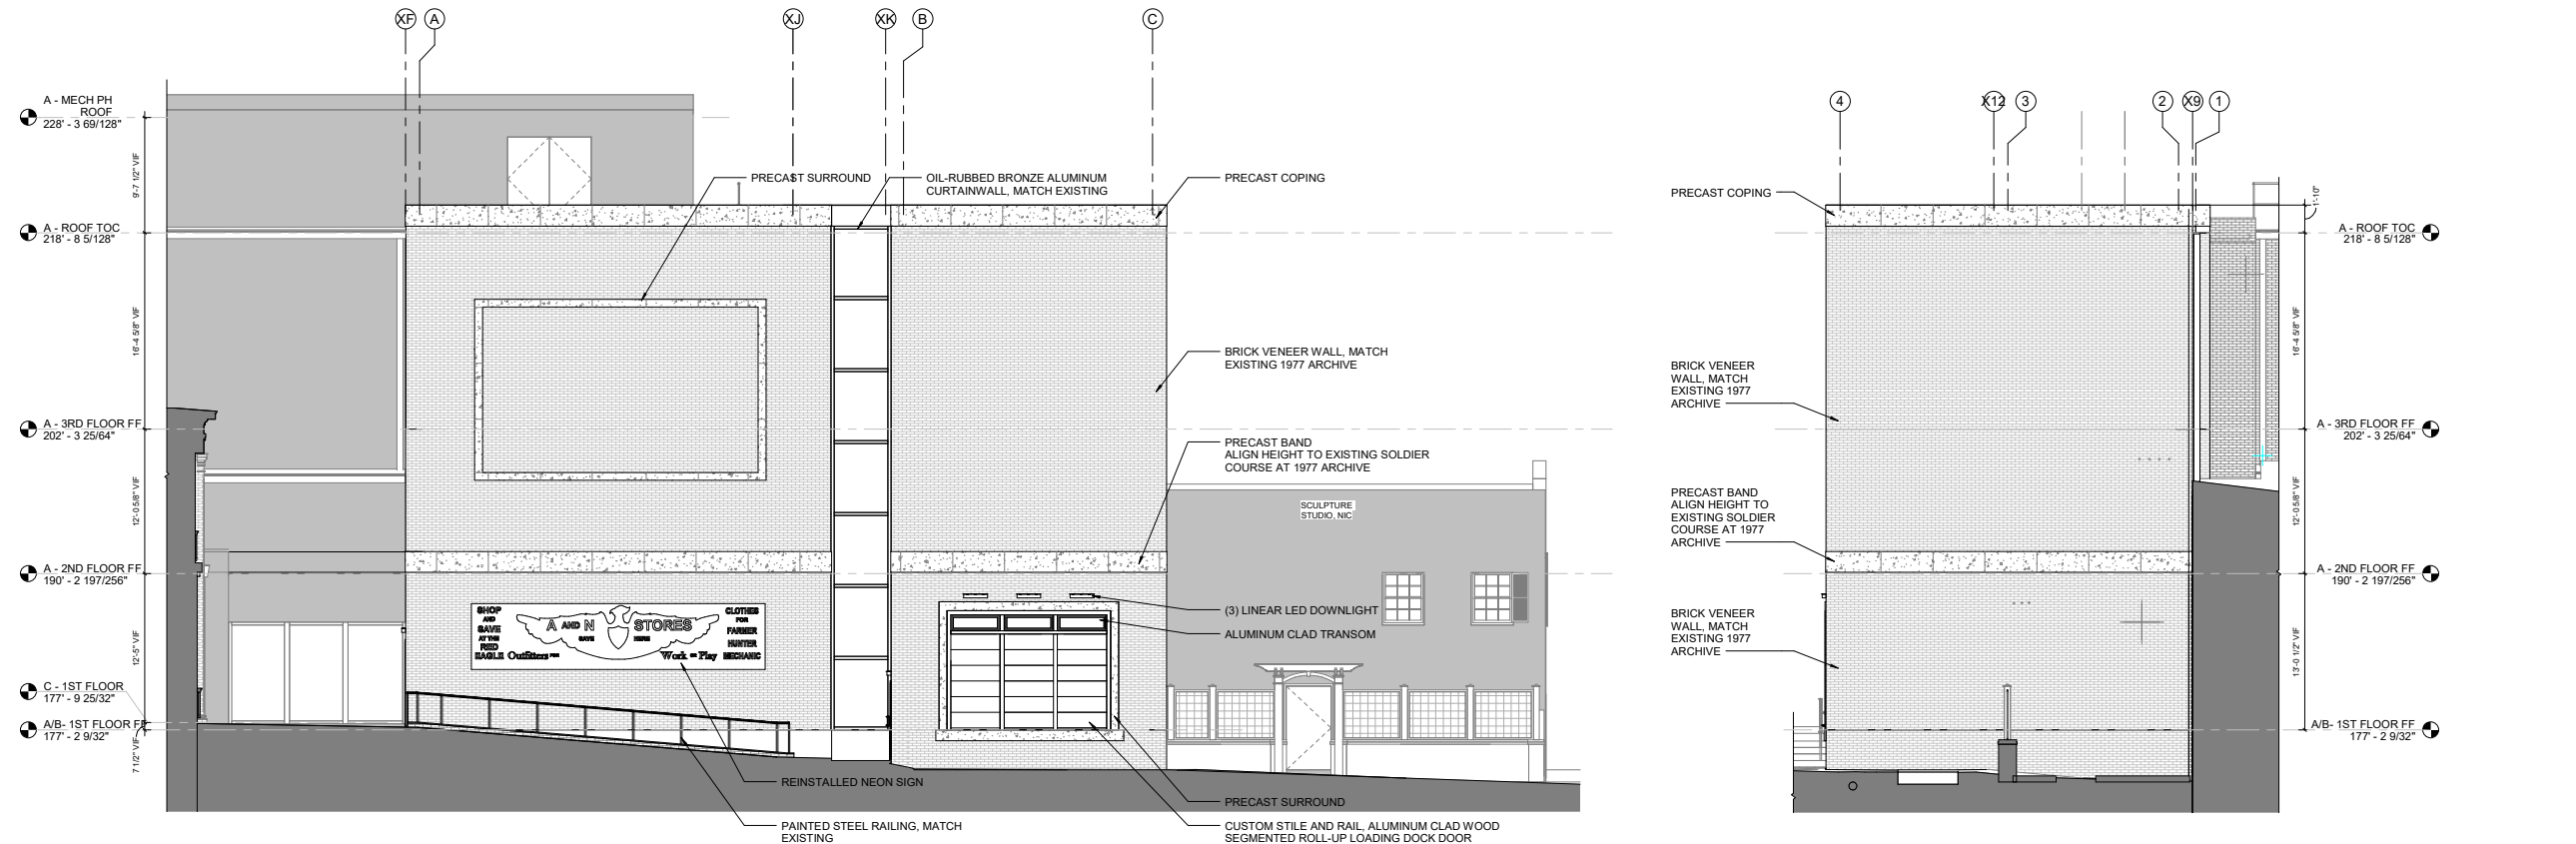 XF
A
XJ
XK
B
C
A - MECH PH
ROOF
228' - 3 69/128"
9'-7 1/2" VIF
A - ROOF TOC
218' - 8 5/128"
16'-4 5/8" VIF
A - 3RD FLOOR FF
202' - 3 25/64"
12'-0 5/8" VIF
A - 2ND FLOOR FF
190' - 2 197/256"
12'-5" VIF
C - 1ST FLOOR
177' - 9 25/32"
A/B- 1ST FLOOR FF
177' - 2 9/32"
7 1/2" VIF
PRECAST SURROUND
OIL-RUBBED BRONZE ALUMINUM
CURTAINWALL, MATCH EXISTING
PRECAST COPING
BRICK VENEER WALL, MATCH
EXISTING 1977 ARCHIVE
PRECAST BAND
ALIGN HEIGHT TO EXISTING SOLDIER
COURSE AT 1977 ARCHIVE
SCULPTURE
STUDIO, NIC
(3) LINEAR LED DOWNLIGHT
ALUMINUM CLAD TRANSOM
SHOP
AND
SAVE
AT THE
RED
EAGLE
Outfitters FOR
A AND N STORES
SAVE HERE
Work OR Play
CLOTHES
FOR
FARMER
HUNTER
MECHANIC
REINSTALLED NEON SIGN
PAINTED STEEL RAILING, MATCH
EXISTING
PRECAST SURROUND
CUSTOM STILE AND RAIL, ALUMINUM CLAD WOOD
SEGMENTED ROLL-UP LOADING DOCK DOOR
4
X12
3
2
X9
1
PRECAST COPING
1'-10"
A - ROOF TOC
218' - 8 5/128"
16'-4 5/8" VIF
BRICK VENEER
WALL, MATCH
EXISTING 1977
ARCHIVE
A - 3RD FLOOR FF
202' - 3 25/64"
12'-0 5/8" VIF
PRECAST BAND
ALIGN HEIGHT TO
EXISTING SOLDIER
COURSE AT 1977
ARCHIVE
A - 2ND FLOOR FF
190' - 2 197/256"
BRICK VENEER
WALL, MATCH
EXISTING 1977
ARCHIVE
13'-0 1/2" VIF
A/B- 1ST FLOOR FF
177' - 2 9/32"